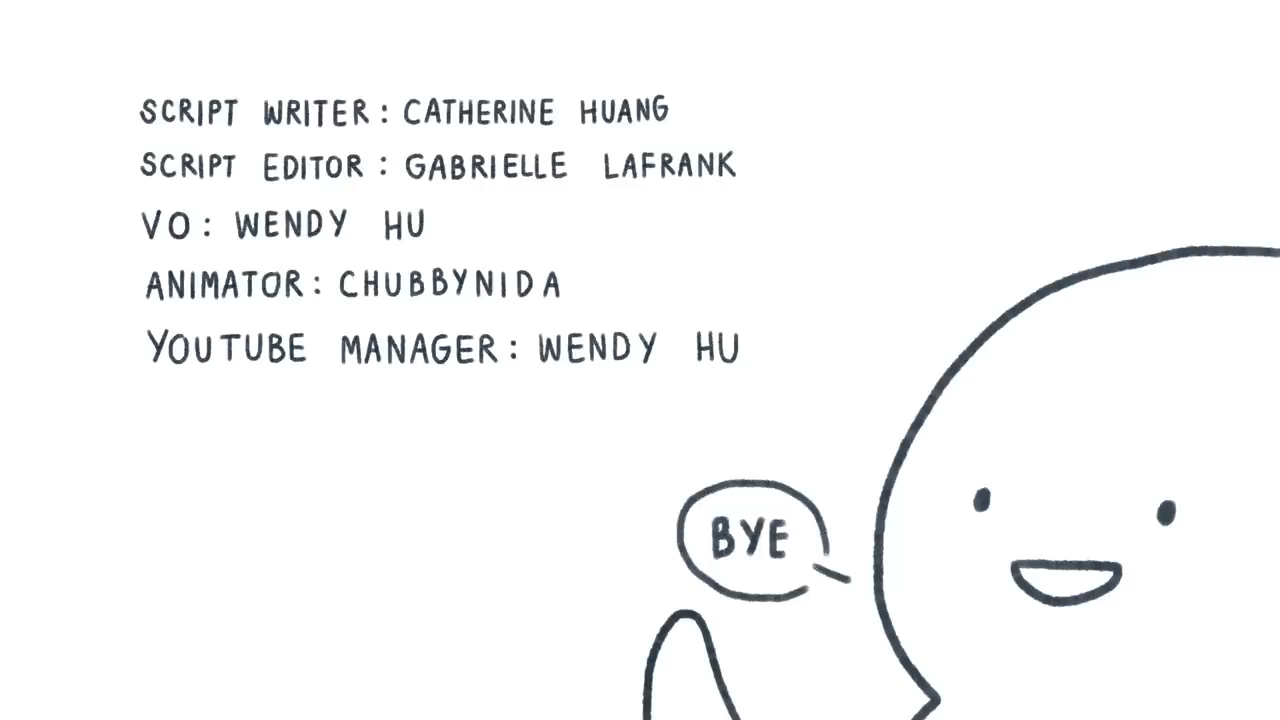 SCRIPT WRITER: CATHERINE HUANG
SCRIPT EDITOR: GABRIELLE LAFRANK
VO: WENDY HU
ANIMATOR: CHUBBYNIDA
YOUTUBE MANAGER: WENDY HU
BYE